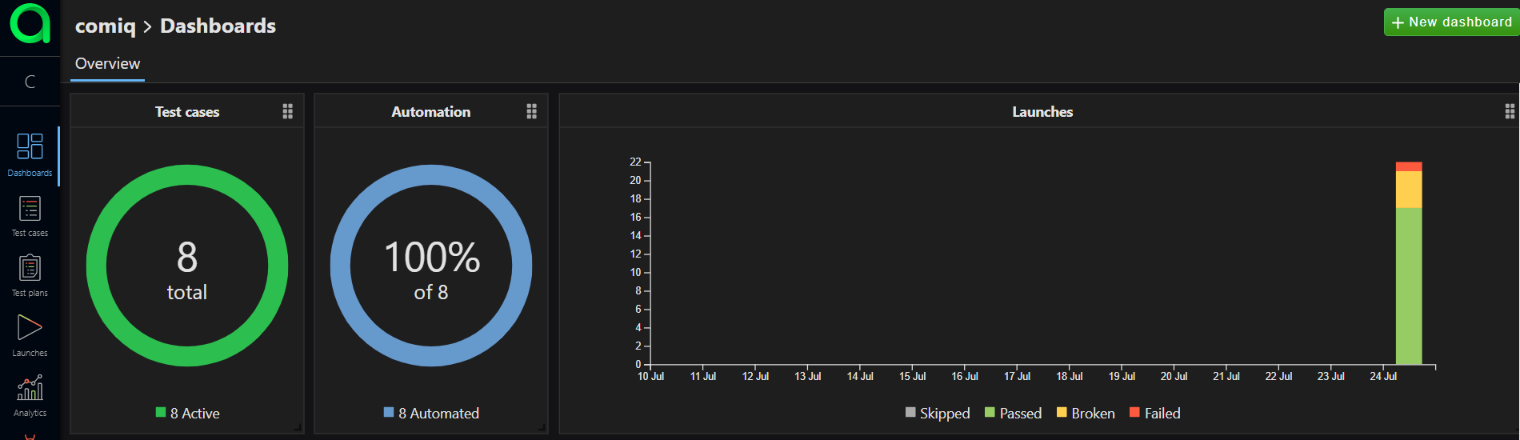 comiq > Dashboards
+ New dashboard
Overview
C
Dashboards
Test cases
Test plans
Launches
Analytics
Test cases
8
total
8 Active
Automation
100%
of 8
8 Automated
Launches
22
20
18
16
14
12
10
8
6
4
2
0
10 Jul 11 Jul 12 Jul 13 Jul 14 Jul 15 Jul 16 Jul 17 Jul 18 Jul 19 Jul 20 Jul 21 Jul 22 Jul 23 Jul 24 Jul
Skipped Passed Broken Failed